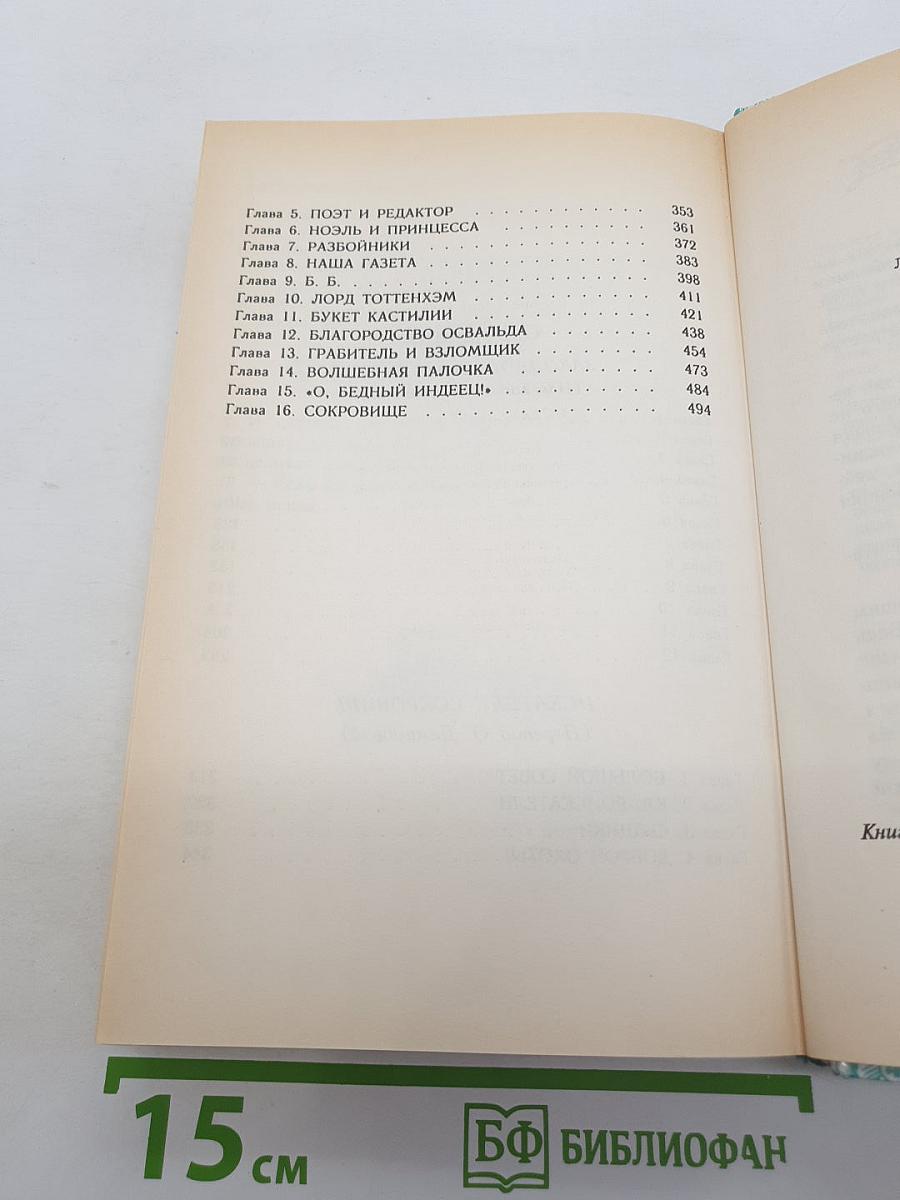 Глава 5. ПОЭТ И РЕДАКТОР . . . . . . . . . . . . 353
Глава 6. НОЭЛЬ И ПРИНЦЕССА . . . . . . . . . . 361
Глава 7. РАЗБОЙНИКИ . . . . . . . . . . . . . . . 372
Глава 8. НАША ГАЗЕТА . . . . . . . . . . . . . . . 383
Глава 9. Б. Б. . . . . . . . . . . . . . . . . . . . . 398
Глава 10. ЛОРД ТОТТЕНХЭМ . . . . . . . . . . . . 411
Глава 11. БУКЕТ КАСТИЛИИ . . . . . . . . . . . . 421
Глава 12. БЛАГОРОДСТВО ОСВАЛЬДА . . . . . . . 438
Глава 13. ГРАБИТЕЛЬ И ВЗЛОМЩИК . . . . . . . . 454
Глава 14. ВОЛШЕБНАЯ ПАЛОЧКА . . . . . . . . . 473
Глава 15. «О, БЕДНЫЙ ИНДЕЕЦ!» . . . . . . . . . . 484
Глава 16. СОКРОВИЩЕ . . . . . . . . . . . . . . . 494
15 см
БФ БИБЛИОФАН